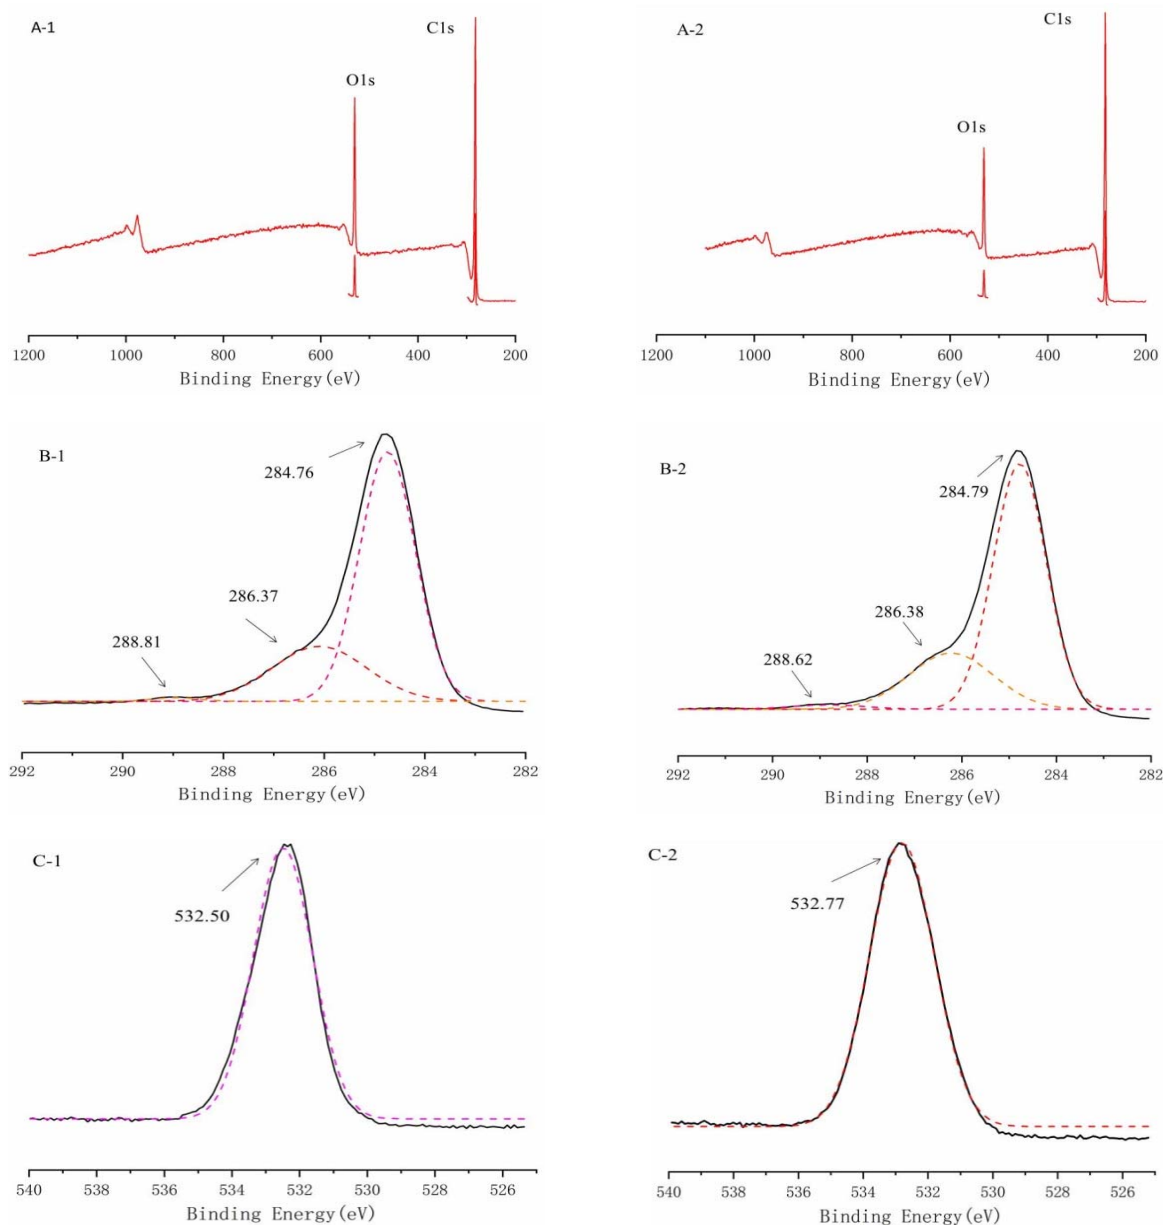 A-1
C1s
O1s
1200 1000 800 600 400 200
Binding Energy(eV)
A-2
C1s
O1s
1200 1000 800 600 400 200
Binding Energy(eV)
B-1
284.76
286.37
288.81
292 290 288 286 284 282
Binding Energy(eV)
B-2
284.79
286.38
288.62
292 290 288 286 284 282
Binding Energy(eV)
C-1
532.50
540 538 536 534 532 530 528 526
Binding Energy(eV)
C-2
532.77
540 538 536 534 532 530 528 526
Binding Energy(eV)